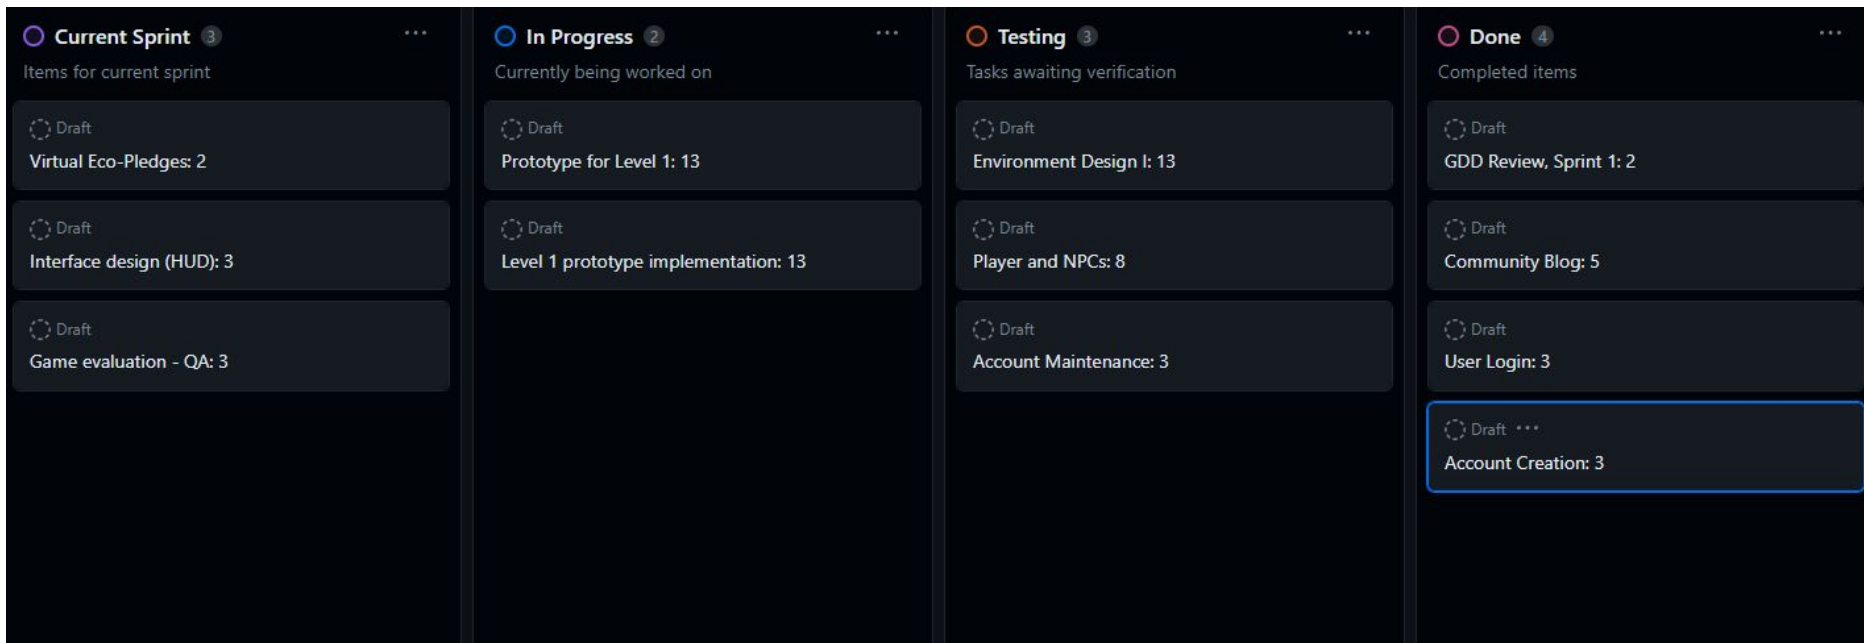 Current Sprint 3 ...
Items for current sprint
Draft
Virtual Eco-Pledges: 2
Draft
Interface design (HUD): 3
Draft
Game evaluation - QA: 3
In Progress 2 ...
Currently being worked on
Draft
Prototype for Level 1: 13
Draft
Level 1 prototype implementation: 13
Testing 3 ...
Tasks awaiting verification
Draft
Environment Design I: 13
Draft
Player and NPCs: 8
Draft
Account Maintenance: 3
Done 4 ...
Completed items
Draft
GDD Review, Sprint 1: 2
Draft
Community Blog: 5
Draft
User Login: 3
Draft ...
Account Creation: 3